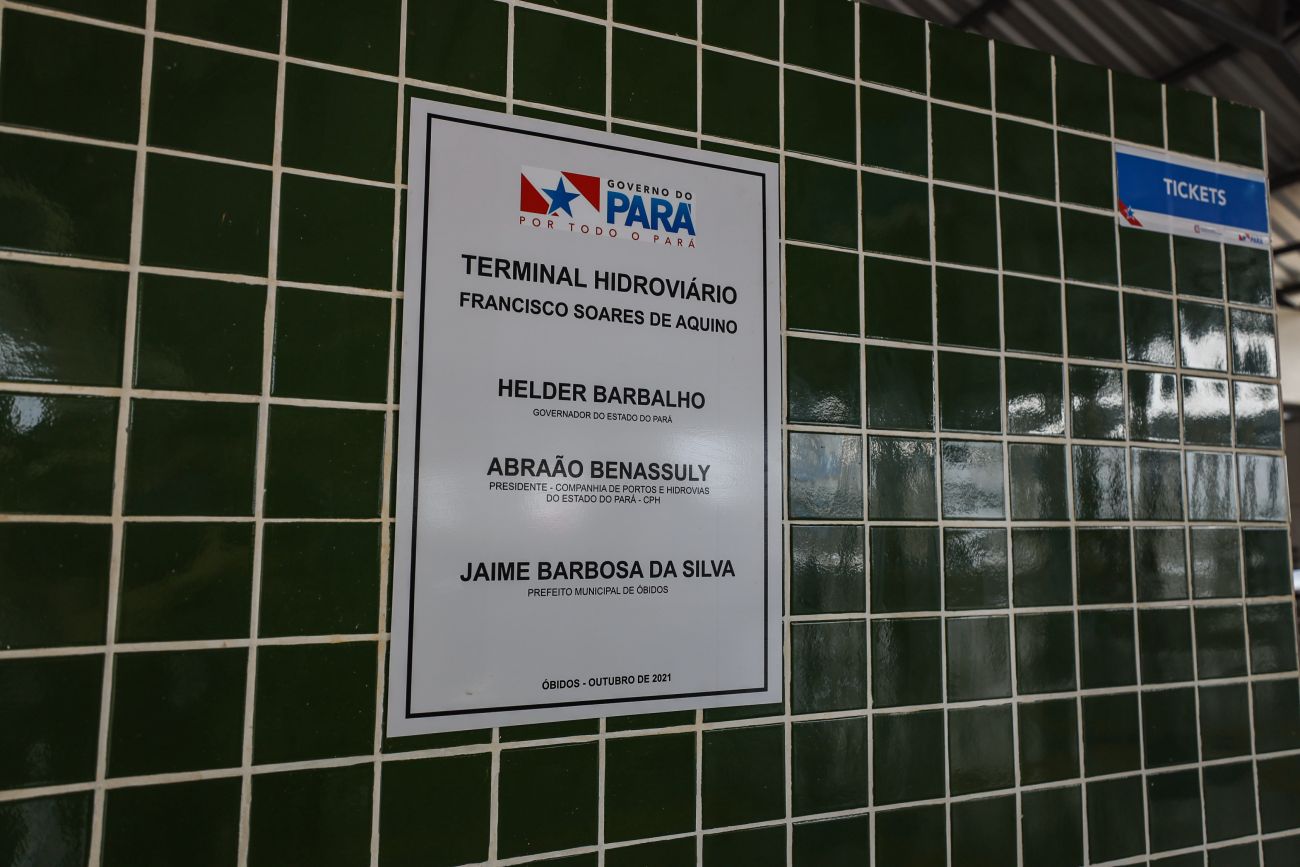 GOVERNO DO
PARÁ
POR TODO O PARÁ
TERMINAL HIDROVIÁRIO
FRANCISCO SOARES DE AQUINO
HELDER BARBALHO
GOVERNADOR DO ESTADO DO PARÁ
ABRAÃO BENASSULY
PRESIDENTE - COMPANHIA DE PORTOS E HIDROVIAS
DO ESTADO DO PARÁ - CPH
JAIME BARBOSA DA SILVA
PREFEITO MUNICIPAL DE ÓBIDOS
ÓBIDOS - OUTUBRO DE 2021
TICKETS
PARÁ